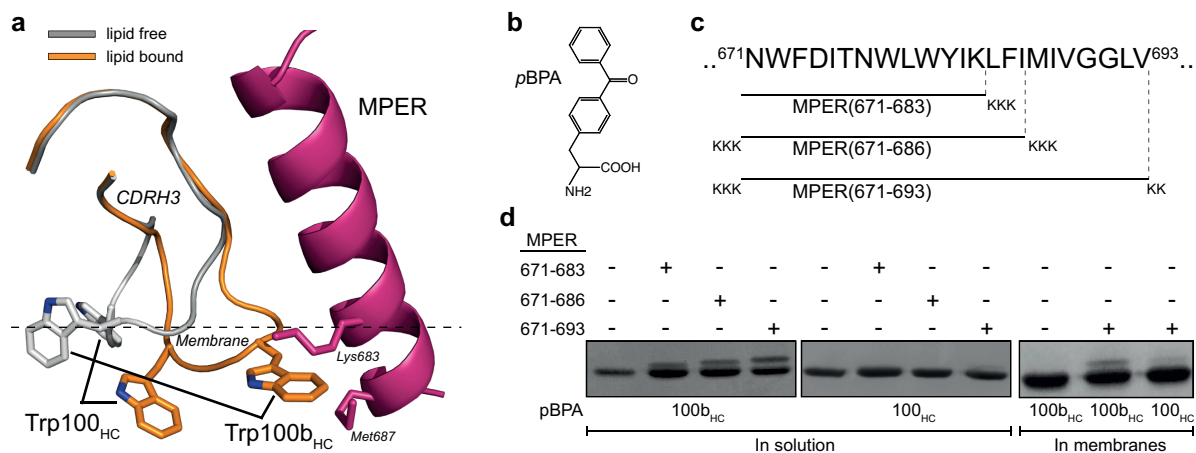 a
lipid free
lipid bound
MPER
CDRH3
Membrane
Lys683
Met687
Trp100HC
Trp100bHC
b
pBPA
O
COOH
NH2
c
..671NWFDITNWLWYIKLFIMIVGGLV693..
MPER(671-683)
KKK
KKK
MPER(671-686)
KKK
KKK
MPER(671-693)
KK
d
MPER
671-683 - + - - - + - - - - -
671-686 - - + - - - + - - - -
671-693 - - - + - - - + - + +
pBPA 100bHC 100HC 100bHC 100bHC 100HC
In solution In membranes